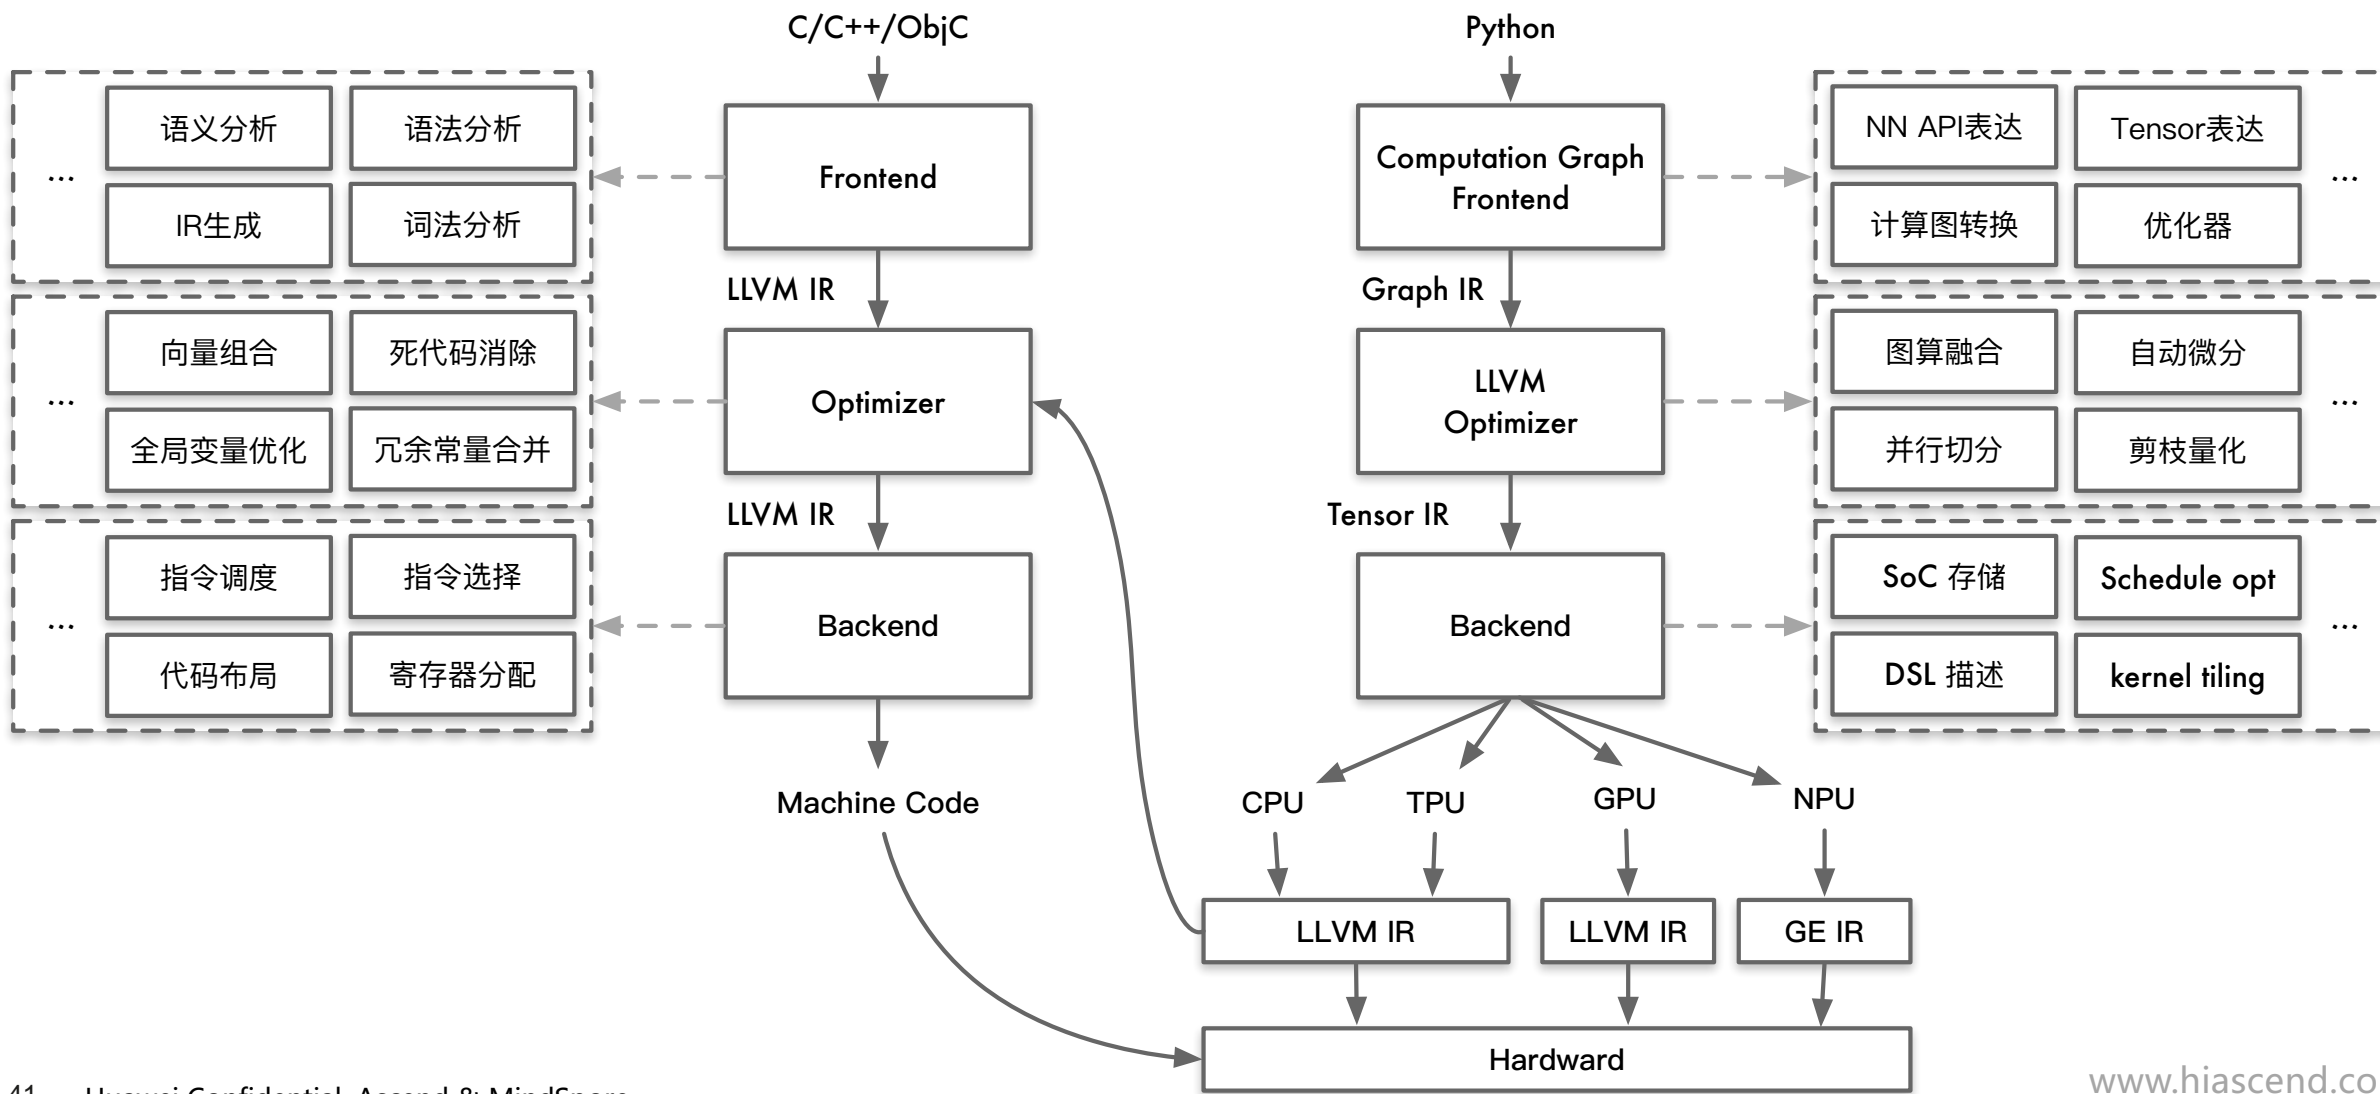 C/C++/ObjC
Python
...
语义分析
语法分析
IR生成
词法分析
Frontend
Computation Graph
Frontend
NN API表达
Tensor表达
计算图转换
优化器
...
LLVM IR
Graph IR
...
向量组合
死代码消除
全局变量优化
冗余常量合并
Optimizer
LLVM
Optimizer
图算融合
自动微分
并行切分
剪枝量化
...
LLVM IR
Tensor IR
...
指令调度
指令选择
代码布局
寄存器分配
Backend
Backend
SoC 存储
Schedule opt
DSL 描述
kernel tiling
...
Machine Code
CPU
TPU
GPU
NPU
LLVM IR
LLVM IR
GE IR
Hardward
41 Huawei Confidential Ascend & MindSpore
www.hiascend.co